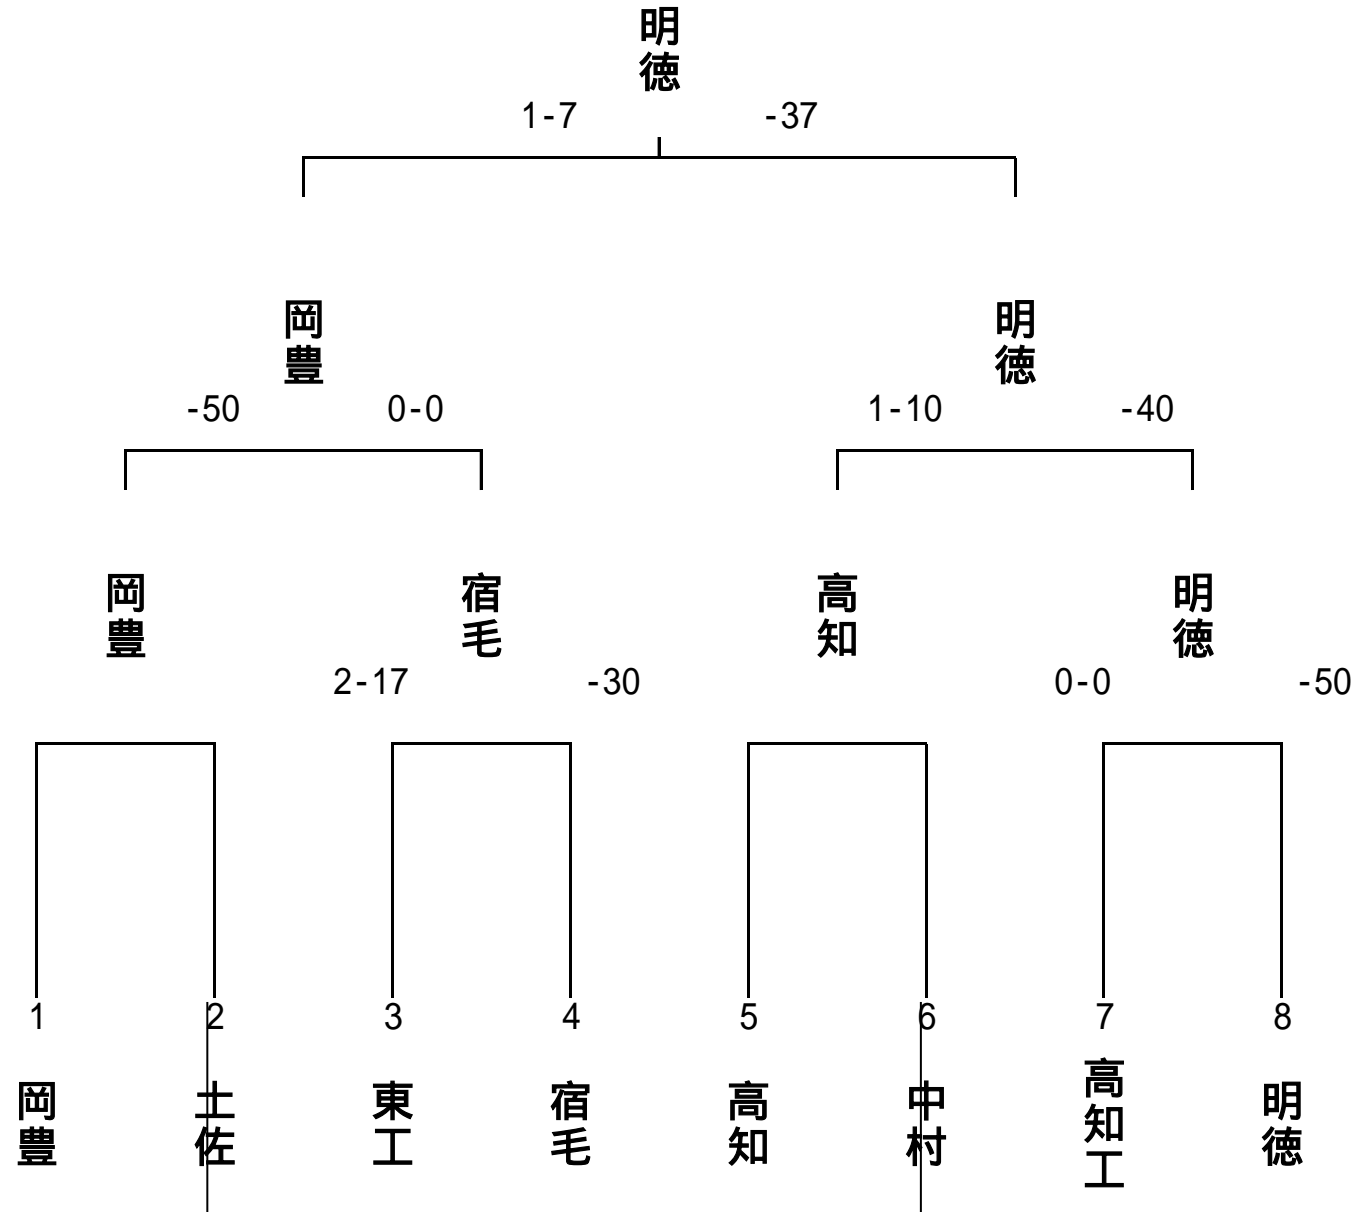 明徳
1-7 -37
岡豊 明徳
-50 0-0 1-10 -40
岡豊 宿毛 高知 明徳
2-17 -30 0-0 -50
1 2 3 4 5 6 7 8
岡豊 土佐 東工 宿毛 高知 中村 高知工 明徳